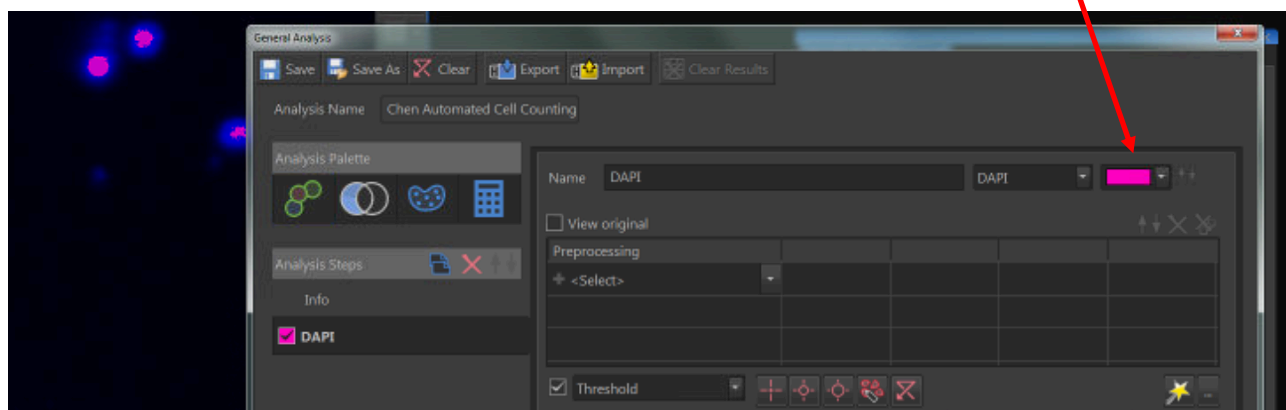 General Analysis
Save Save As Clear Export Import Clear Results
Analysis Name Chen Automated Cell Counting
Analysis Palette
Name DAPI DAPI
View original
Preprocessing
Analysis Steps
<Select>
Info
DAPI
Threshold